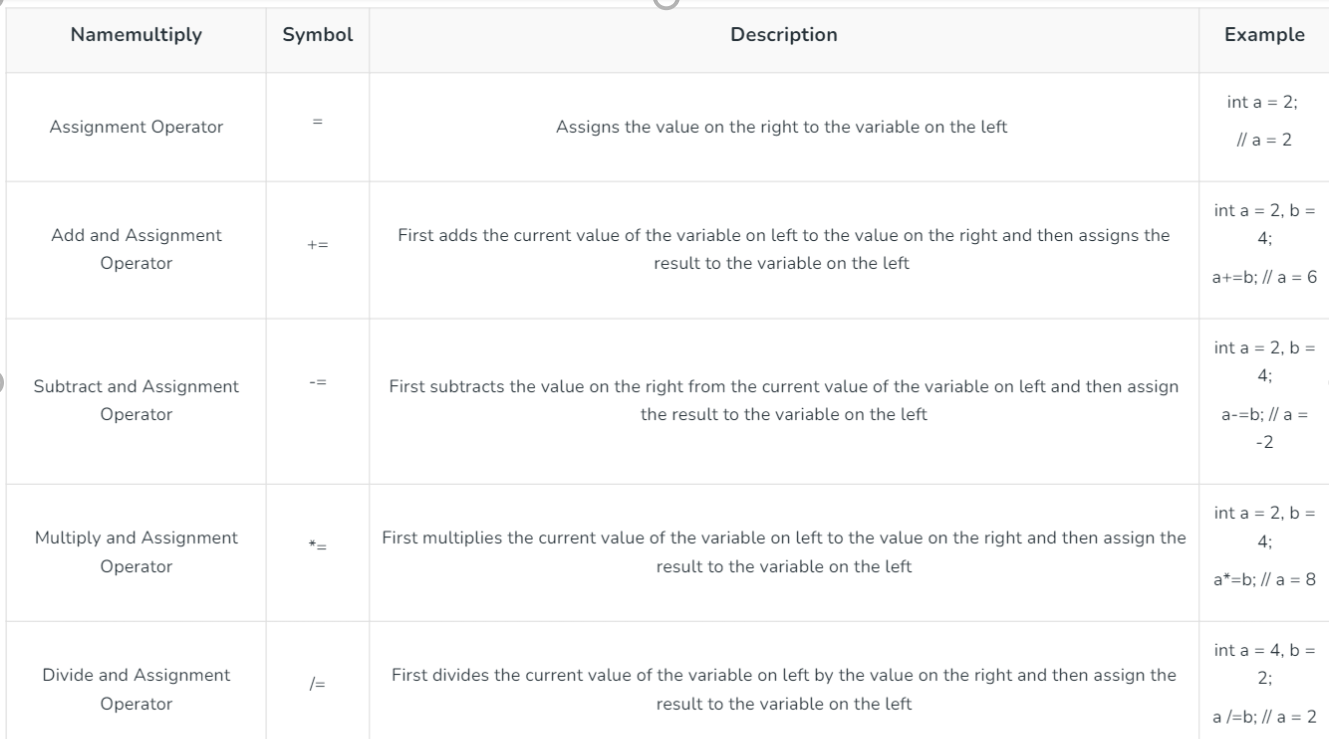 Namemultiply Symbol Description Example
Assignment Operator
=
Assigns the value on the right to the variable on the left
int a = 2;
// a = 2
Add and Assignment
Operator
+=
First adds the current value of the variable on left to the value on the right and then assigns the
result to the variable on the left
int a = 2, b =
4;
a+=b; // a = 6
Subtract and Assignment
Operator
-=
First subtracts the value on the right from the current value of the variable on left and then assign
the result to the variable on the left
int a = 2, b =
4;
a-=b; // a =
-2
Multiply and Assignment
Operator
*=
First multiplies the current value of the variable on left to the value on the right and then assign the
result to the variable on the left
int a = 2, b =
4;
a*=b; // a = 8
Divide and Assignment
Operator
/=
First divides the current value of the variable on left by the value on the right and then assign the
result to the variable on the left
int a = 4, b =
2;
a /=b; // a = 2